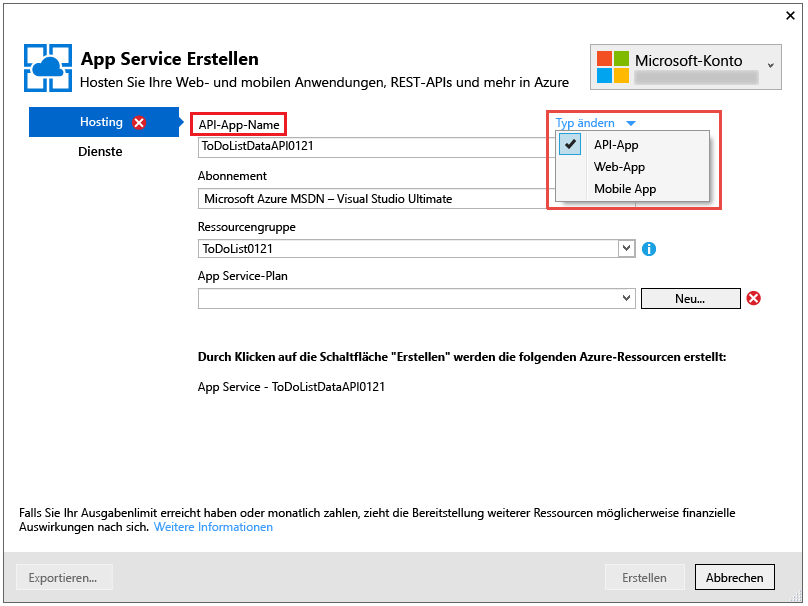 App Service Erstellen
Hosten Sie Ihre Web- und mobilen Anwendungen, REST-APIs und mehr in Azure
Microsoft-Konto
Hosting
Dienste
API-App-Name
Typ ändern
ToDoListDataAPI0121
API-App
Web-App
Mobile App
Abonnement
Microsoft Azure MSDN – Visual Studio Ultimate
Ressourcengruppe
ToDoList0121
App Service-Plan
Neu...
Durch Klicken auf die Schaltfläche "Erstellen" werden die folgenden Azure-Ressourcen erstellt:
App Service - ToDoListDataAPI0121
Falls Sie Ihr Ausgabenlimit erreicht haben oder monatlich zahlen, zieht die Bereitstellung weiterer Ressourcen möglicherweise finanzielle
Auswirkungen nach sich. Weitere Informationen
Exportieren...
Erstellen
Abbrechen